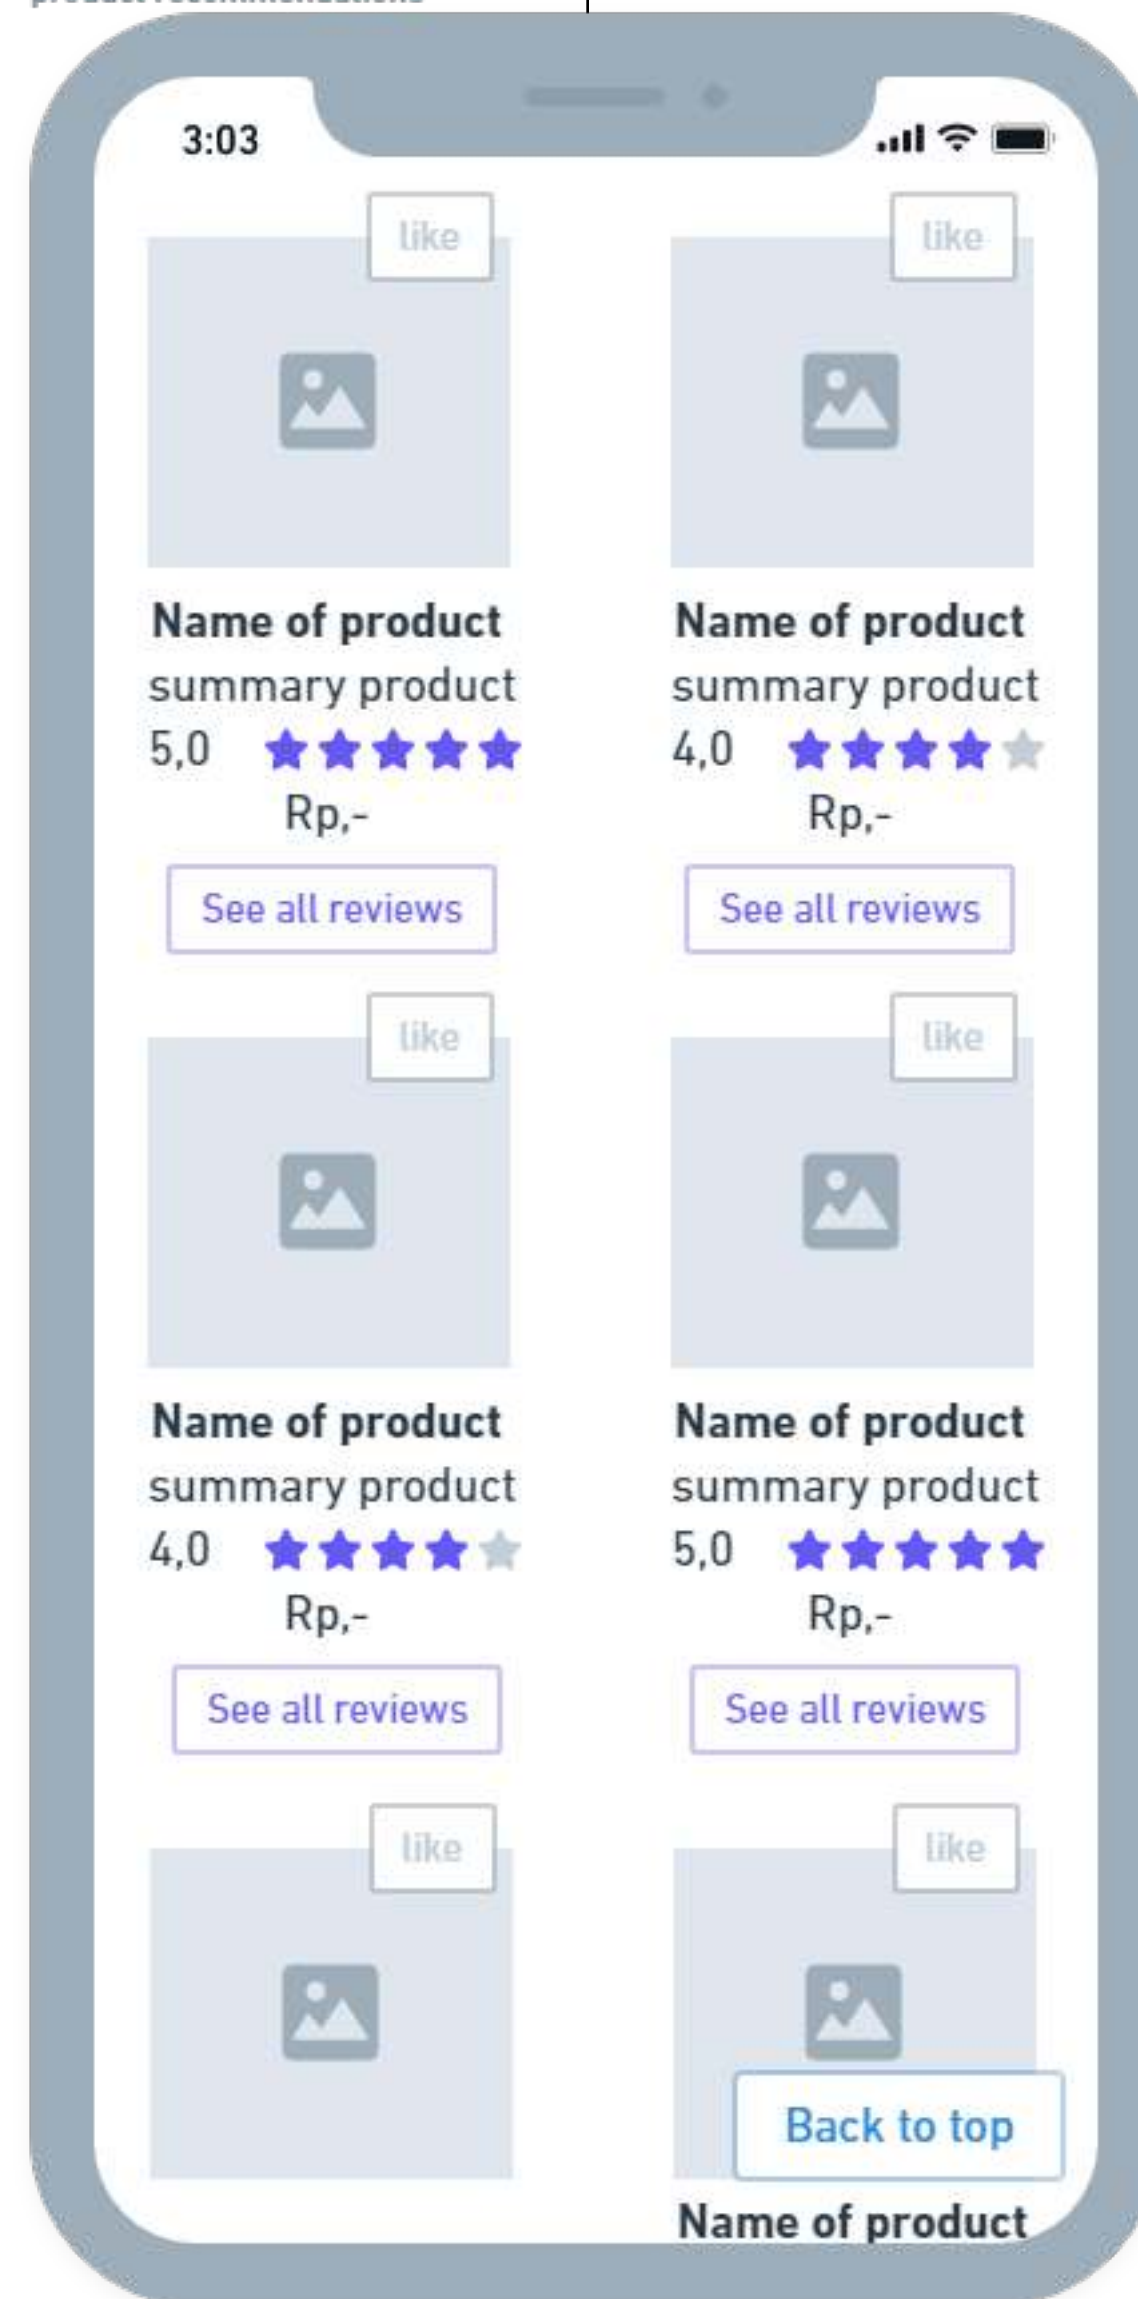 product recommendations
3:03
like like
Name of product Name of product
summary product summary product
5,0 4,0
Rp,- Rp,-
See all reviews See all reviews
like like
Name of product Name of product
summary product summary product
4,0 5,0
Rp,- Rp,-
See all reviews See all reviews
like like
Back to top
Name of product